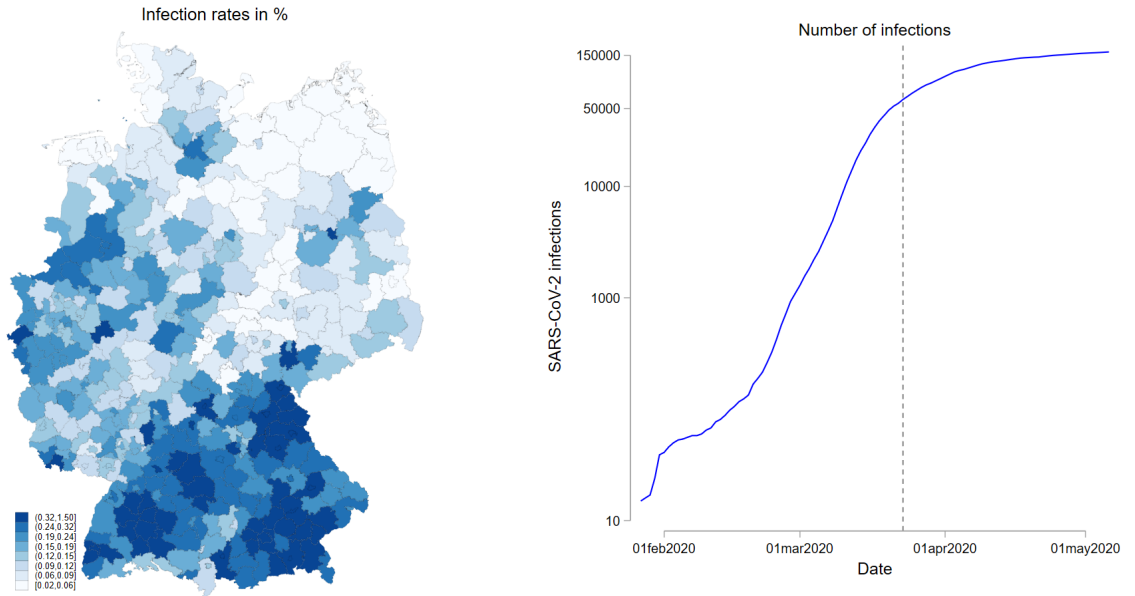 Infection rates in %
(0.32,1.50]
(0.24,0.32]
(0.19,0.24]
(0.15,0.19]
(0.12,0.15]
(0.09,0.12]
(0.06,0.09]
[0.02,0.06]
Number of infections
SARS-CoV-2 infections
150000
50000
10000
1000
10
01feb2020
01mar2020
01apr2020
01may2020
Date